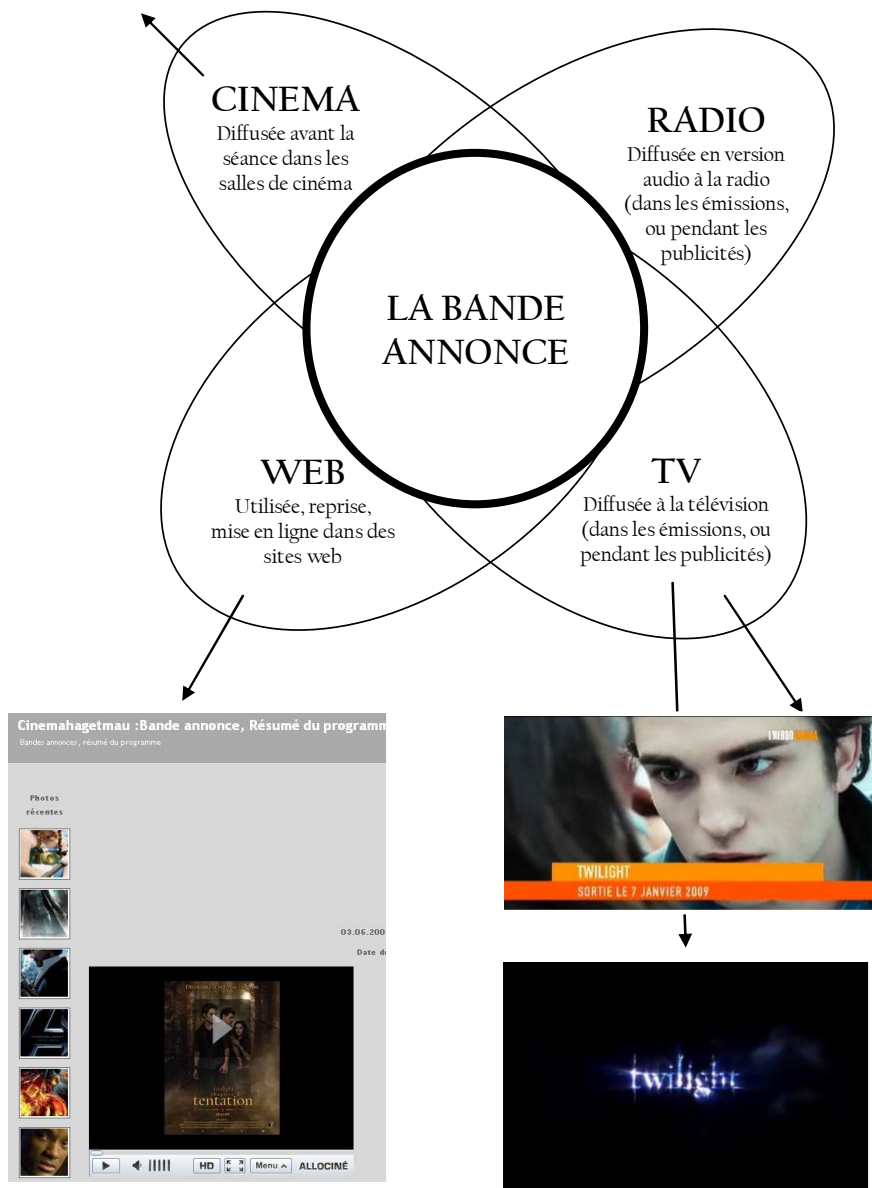 CINEMA
Diffusée avant la
séance dans les
salles de cinéma
RADIO
Diffusée en version
audio à la radio
(dans les émissions,
ou pendant les
publicités)
LA BANDE
ANNONCE
WEB
Utilisée, reprise,
mise en ligne dans des
sites web
TV
Diffusée à la télévision
(dans les émissions, ou
pendant les publicités)
Cinemahagetmau :Bande annonce, Résumé du programm
Bandes annonces, résumé du programme
Photos
récentes
03.06.200
Date d
twilight
tentation
HD
Menu
ALLOCINÉ
L'HEBDO
TWILIGHT
SORTIE LE 7 JANVIER 2009
twilight